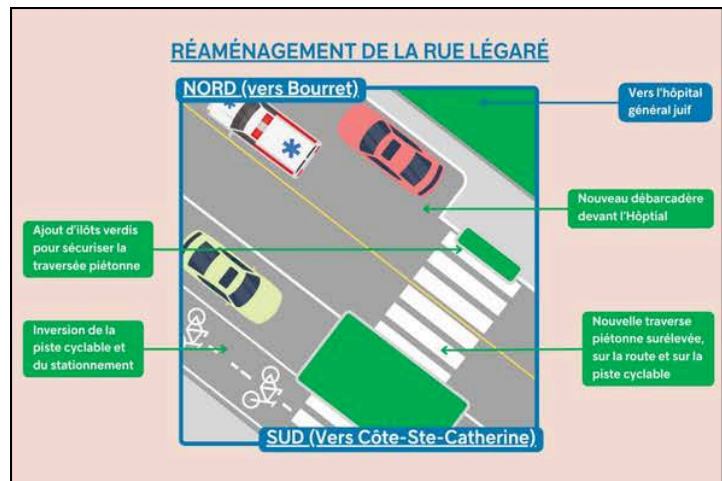 RÉAMÉNAGEMENT DE LA RUE LÉGARÉ
NORD (vers Bourret)
Vers l'hôpital
général juif
Nouveau débarcadère
devant l'Hôptial
Ajout d'ilôts verdis
pour sécuriser la
traversée piétonne
Inversion de la
piste cyclable et
du stationnement
Nouvelle traverse
piétonne surélevée,
sur la route et sur la
piste cyclable
SUD (Vers Côte-Ste-Catherine)